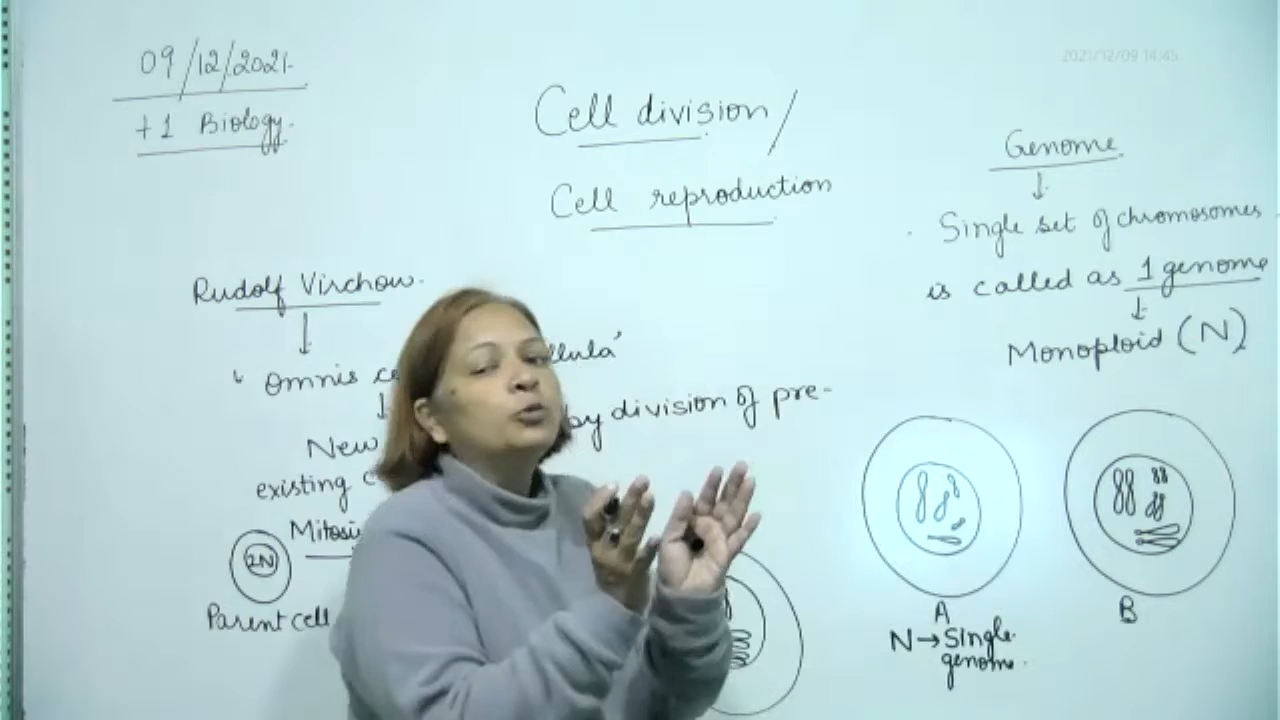 2021/12/09 14:45
09/12/2021
+1 Biology.
Cell division/
Cell reproduction
Rudolf Virchow.
↓
'Omnis ce llula'
↓
New by division of pre-
existing c
Mitosi
2N
Parent cell
Genome
↓
Single set of chromosomes
is called as 1 genome
↓
Monoploid (N)
A
N→Single
genome.
B